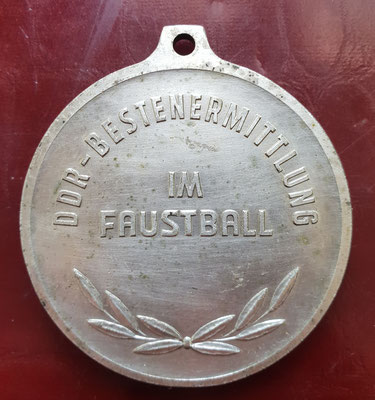 DDR-BESTENERMITTLUNG
IM
FAUSTBALL